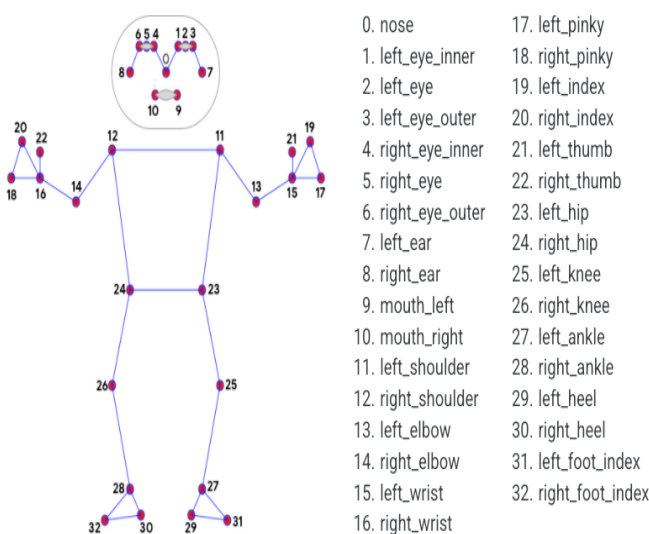 6 5 4 1 2 3
0
8 7
10 9
20 22 12 11 21 19
18 16 14 13 15 17
24 23
26 25
28 27
32 30 29 31
0. nose
1. left_eye_inner
2. left_eye
3. left_eye_outer
4. right_eye_inner
5. right_eye
6. right_eye_outer
7. left_ear
8. right_ear
9. mouth_left
10. mouth_right
11. left_shoulder
12. right_shoulder
13. left_elbow
14. right_elbow
15. left_wrist
16. right_wrist
17. left_pinky
18. right_pinky
19. left_index
20. right_index
21. left_thumb
22. right_thumb
23. left_hip
24. right_hip
25. left_knee
26. right_knee
27. left_ankle
28. right_ankle
29. left_heel
30. right_heel
31. left_foot_index
32. right_foot_index